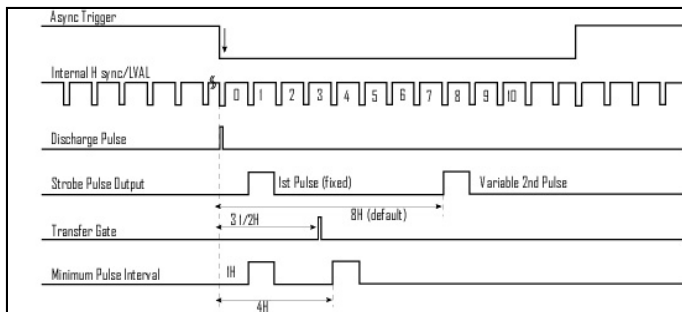 Async Trigger
Internal H sync/LVAL
0 1 2 3 4 5 6 7 8 9 10
Discharge Pulse
Strobe Pulse Output
1st Pulse (fixed)
Variable 2nd Pulse
8H (default)
3 1/2H
Transfer Gate
Minimum Pulse Interval
1H
4H